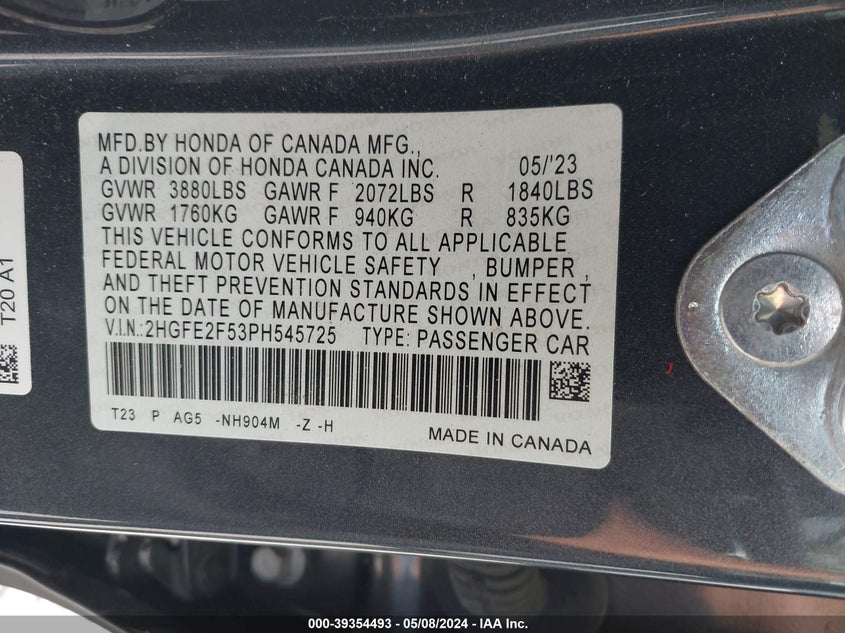 MFD.BY HONDA OF CANADA MFG.,
A DIVISION OF HONDA CANADA INC. 05/'23
GVWR 3880LBS GAWR F 2072LBS R 1840LBS
GVWR 1760KG GAWR F 940KG R 835KG
THIS VEHICLE CONFORMS TO ALL APPLICABLE
FEDERAL MOTOR VEHICLE SAFETY , BUMPER ,
AND THEFT PREVENTION STANDARDS IN EFFECT
ON THE DATE OF MANUFACTURE SHOWN ABOVE.
V.I.N.:2HGFE2F53PH545725 TYPE: PASSENGER CAR
T23 P AG5 -NH904M -Z -H
MADE IN CANADA
T20 A1
000-39354493 - 05/08/2024 - IAA Inc.